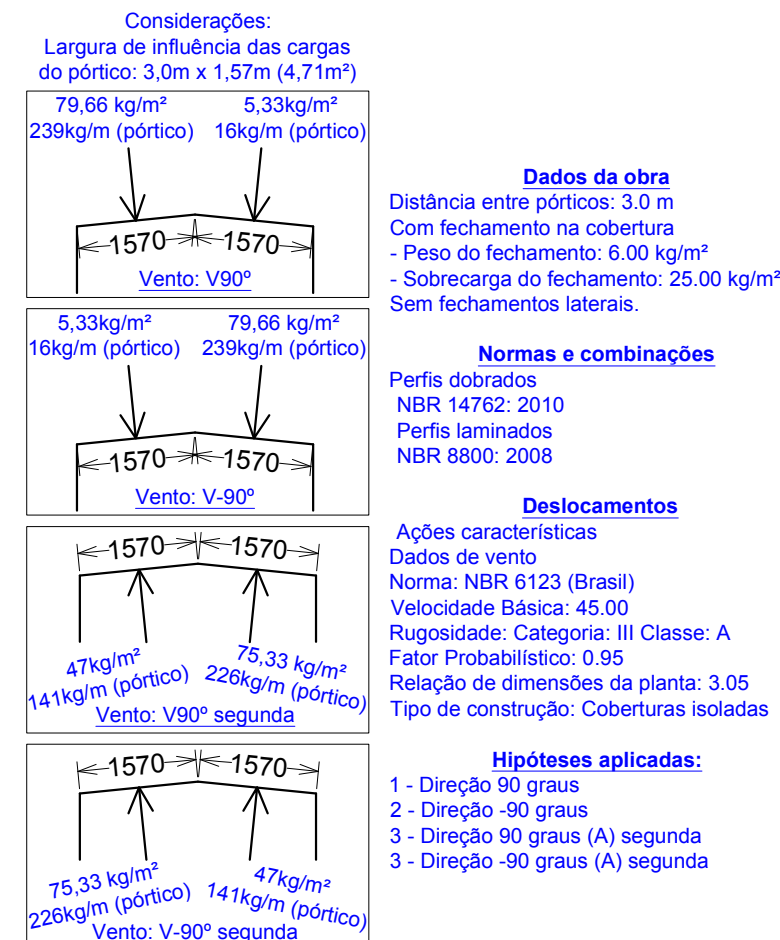 Considerações:
Largura de influência das cargas
do pórtico: 3,0m x 1,57m (4,71m²)
79,66 kg/m² 5,33kg/m²
239kg/m (pórtico) 16kg/m (pórtico)
1570 1570
Vento: V90º
5,33kg/m² 79,66 kg/m²
16kg/m (pórtico) 239kg/m (pórtico)
1570 1570
Vento: V-90º
1570 1570
47kg/m² 75,33 kg/m²
141kg/m (pórtico) 226kg/m (pórtico)
Vento: V90º segunda
1570 1570
75,33 kg/m² 47kg/m²
226kg/m (pórtico) 141kg/m (pórtico)
Vento: V-90º segunda
Dados da obra
Distância entre pórticos: 3.0 m
Com fechamento na cobertura
- Peso do fechamento: 6.00 kg/m²
- Sobrecarga do fechamento: 25.00 kg/m²
Sem fechamentos laterais.
Normas e combinações
Perfis dobrados
NBR 14762: 2010
Perfis laminados
NBR 8800: 2008
Deslocamentos
Ações características
Dados de vento
Norma: NBR 6123 (Brasil)
Velocidade Básica: 45.00
Rugosidade: Categoria: III Classe: A
Fator Probabilístico: 0.95
Relação de dimensões da planta: 3.05
Tipo de construção: Coberturas isoladas
Hipóteses aplicadas:
1 - Direção 90 graus
2 - Direção -90 graus
3 - Direção 90 graus (A) segunda
3 - Direção -90 graus (A) segunda